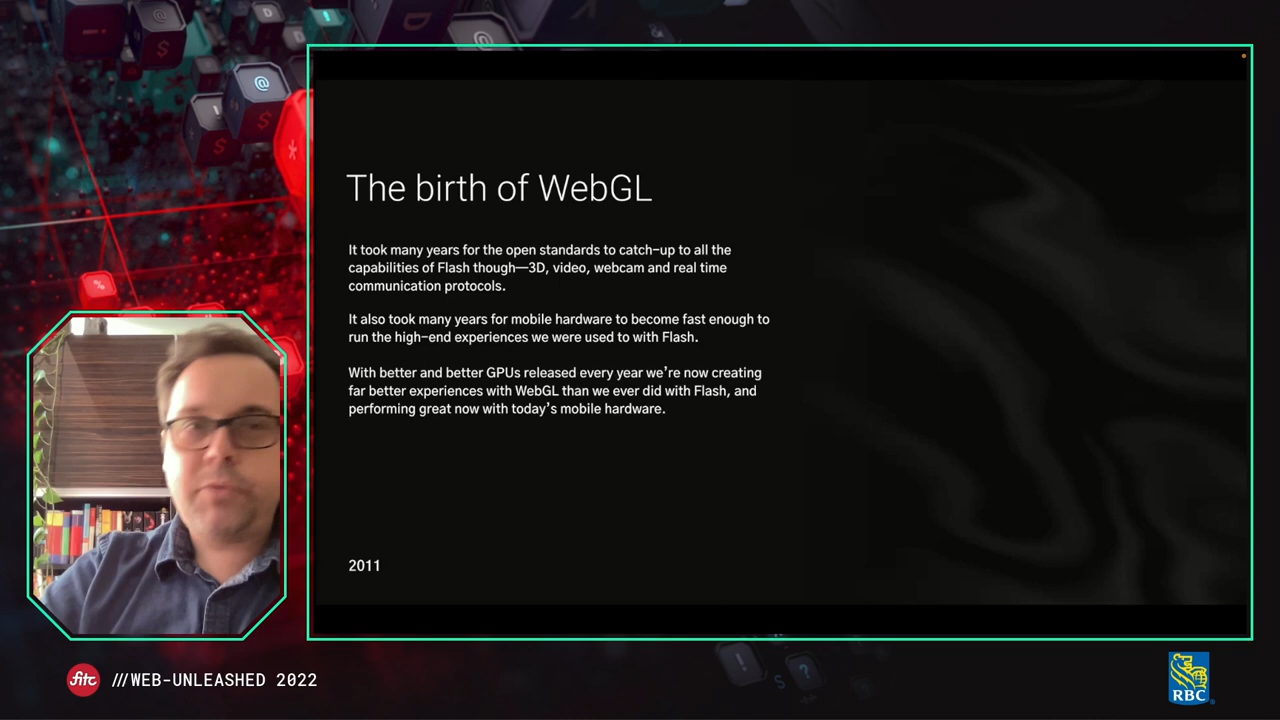 The birth of WebGL
It took many years for the open standards to catch-up to all the
capabilities of Flash though—3D, video, webcam and real time
communication protocols.
It also took many years for mobile hardware to become fast enough to
run the high-end experiences we were used to with Flash.
With better and better GPUs released every year we're now creating
far better experiences with WebGL than we ever did with Flash, and
performing great now with today's mobile hardware.
2011
fitc
///WEB-UNLEASHED 2022
RBC